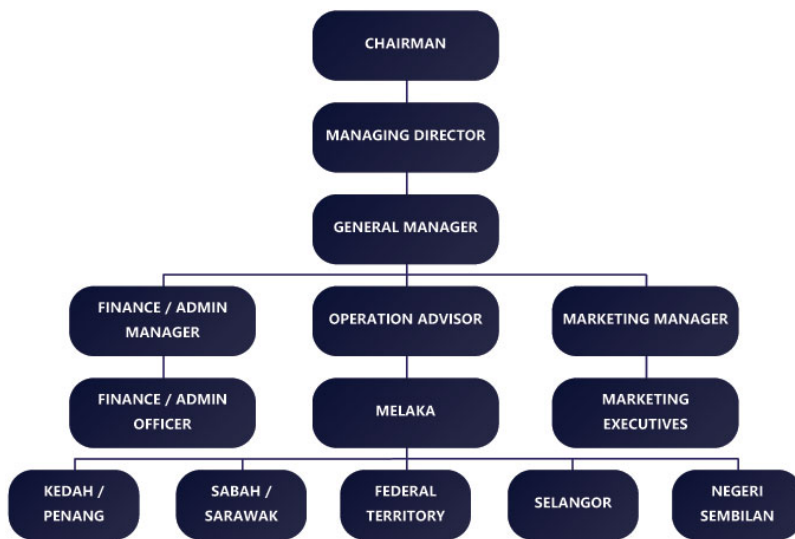 CHAIRMAN
MANAGING DIRECTOR
GENERAL MANAGER
FINANCE / ADMIN
MANAGER
OPERATION ADVISOR
MARKETING MANAGER
FINANCE / ADMIN
OFFICER
MELAKA
MARKETING
EXECUTIVES
KEDAH /
PENANG
SABAH /
SARAWAK
FEDERAL
TERRITORY
SELANGOR
NEGERI
SEMBILAN